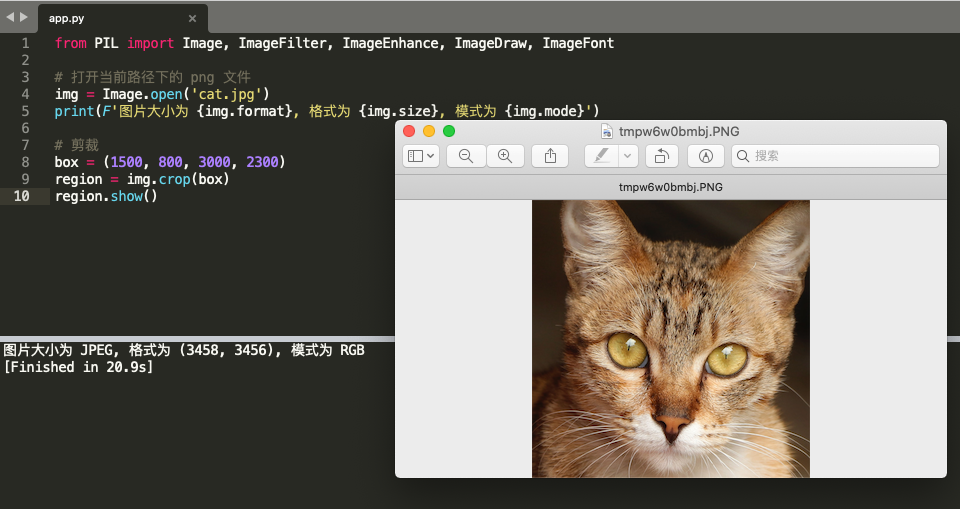 app.py
1 from PIL import Image, ImageFilter, ImageEnhance, ImageDraw, ImageFont
2
3 # 打开当前路径下的 png 文件
4 img = Image.open('cat.jpg')
5 print(F'图片大小为 {img.format}, 格式为 {img.size}, 模式为 {img.mode}')
6
7 # 剪裁
8 box = (1500, 800, 3000, 2300)
9 region = img.crop(box)
10 region.show()
tmpw6w0bmbj.PNG
搜索
tmpw6w0bmbj.PNG
图片大小为 JPEG, 格式为 (3458, 3456), 模式为 RGB
[Finished in 20.9s]